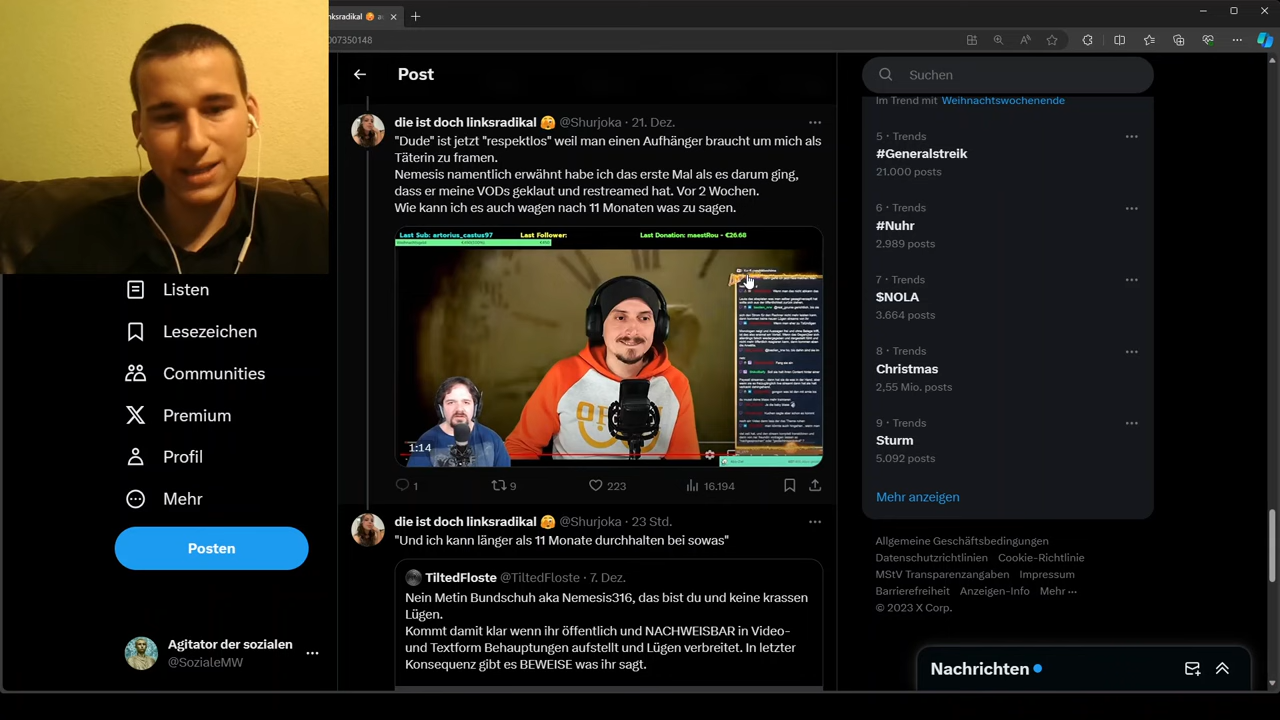 inksradikal 🥰 au
007350148
Post
Suchen
Im Trend mit Weihnachtswochenende
die ist doch linksradikal 🥰 @Shurjoka · 21. Dez.
"Dude" ist jetzt "respektlos" weil man einen Aufhänger braucht um mich als
Täterin zu framen.
Nemesis namentlich erwähnt habe ich das erste Mal als es darum ging,
dass er meine VODs geklaut und restreamed hat. Vor 2 Wochen.
Wie kann ich es auch wagen nach 11 Monaten was zu sagen.
Last Sub: artorius_castus97
Last Follower:
Last Donation: maestRou - €26.68
1:14
1
9
223
16.194
die ist doch linksradikal 🥰 @Shurjoka · 23 Std.
"Und ich kann länger als 11 Monate durchhalten bei sowas"
TiltedFloste @TiltedFloste · 7. Dez.
Nein Metin Bundschuh aka Nemesis316, das bist du und keine krassen
Lügen.
Kommt damit klar wenn ihr öffentlich und NACHWEISBAR in Video-
und Textform Behauptungen aufstellt und Lügen verbreitet. In letzter
Konsequenz gibt es BEWEISE was ihr sagt.
Listen
Lesezeichen
Communities
Premium
Profil
Mehr
Posten
Agitator der sozialen
@SozialeMW
5 · Trends
#Generalstreik
21.000 posts
6 · Trends
#Nuhr
2.989 posts
7 · Trends
$NOLA
3.664 posts
8 · Trends
Christmas
2,55 Mio. posts
9 · Trends
Sturm
5.092 posts
Mehr anzeigen
Allgemeine Geschäftsbedingungen
Datenschutzrichtlinien Cookie-Richtlinie
MStV Transparenzangaben Impressum
Barrierefreiheit Anzeigen-Info Mehr ···
© 2023 X Corp.
Nachrichten